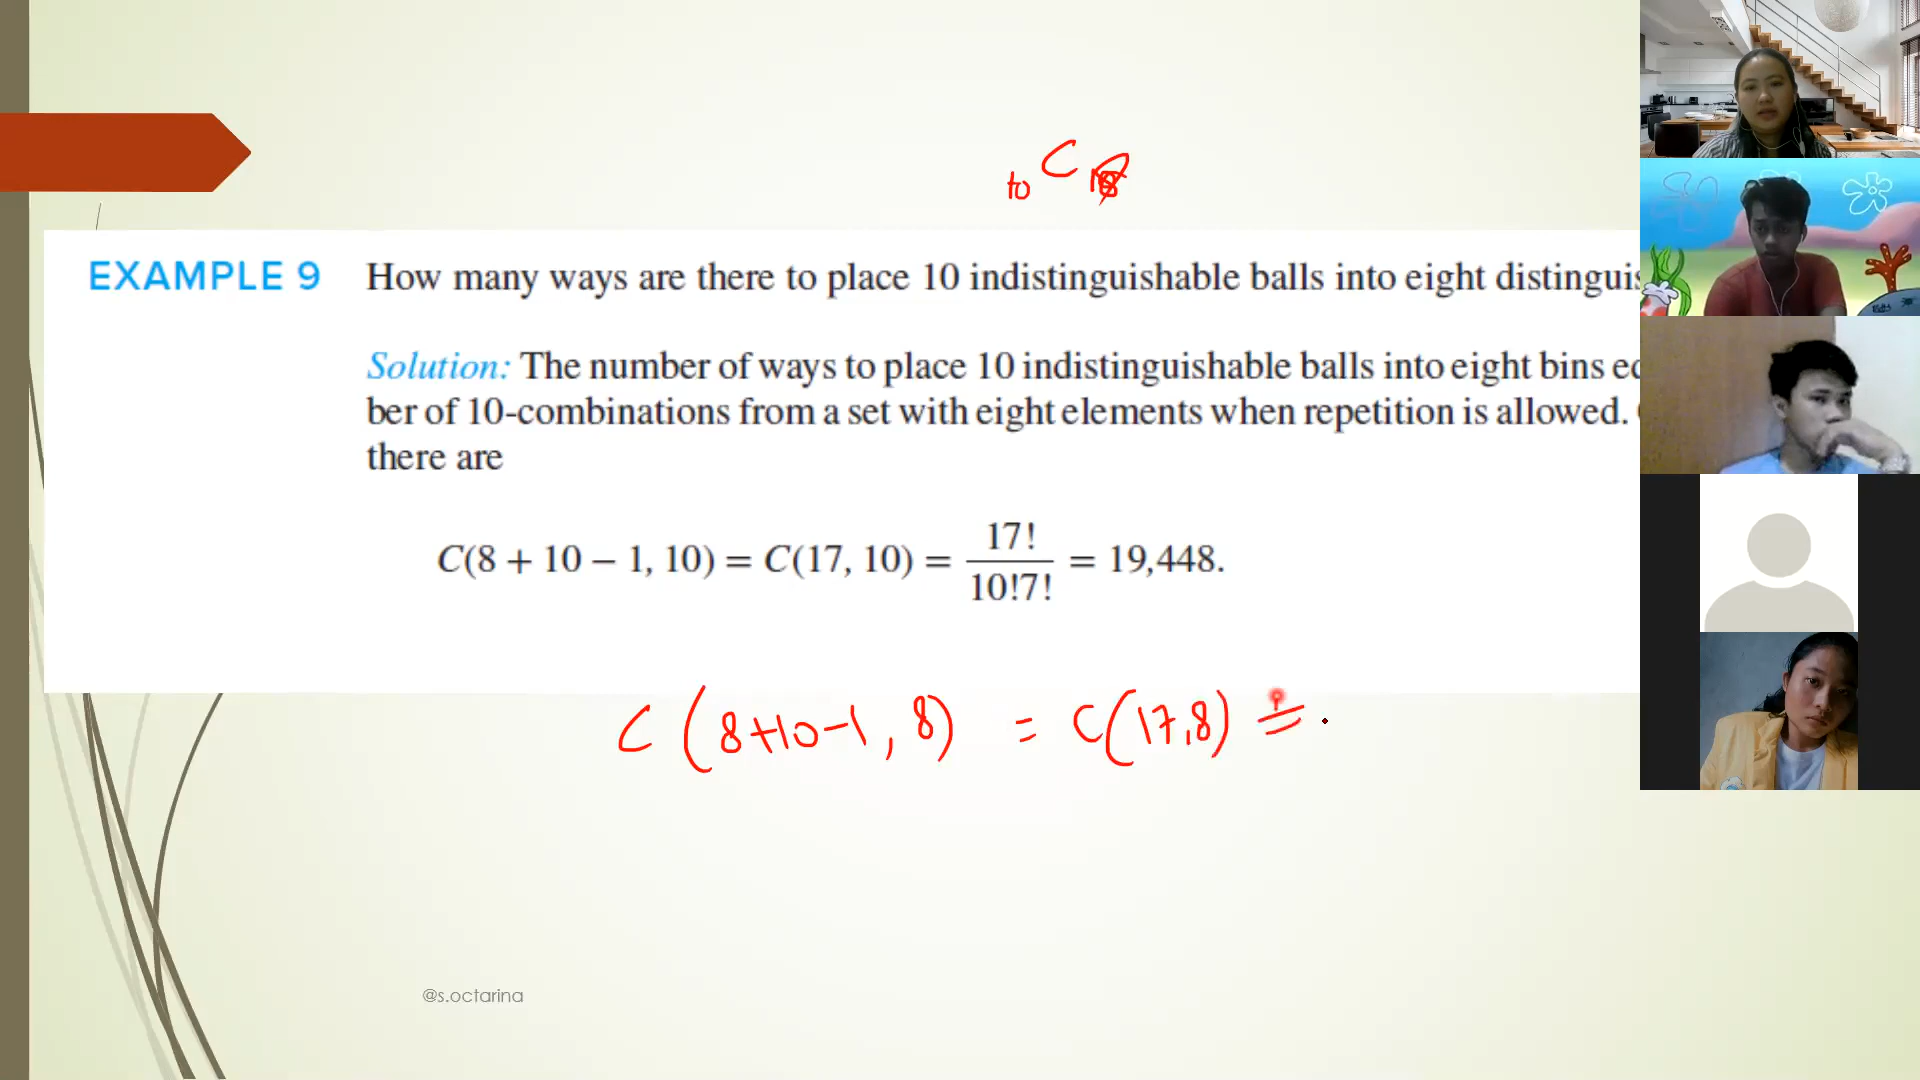 10 C 8
EXAMPLE 9 How many ways are there to place 10 indistinguishable balls into eight distinguis
Solution: The number of ways to place 10 indistinguishable balls into eight bins eq
ber of 10-combinations from a set with eight elements when repetition is allowed.
there are
C(8 + 10 − 1, 10) = C(17, 10) = 17! / 10!7! = 19,448.
C (8+10−1, 8) = C(17,8) =
@s.octarina